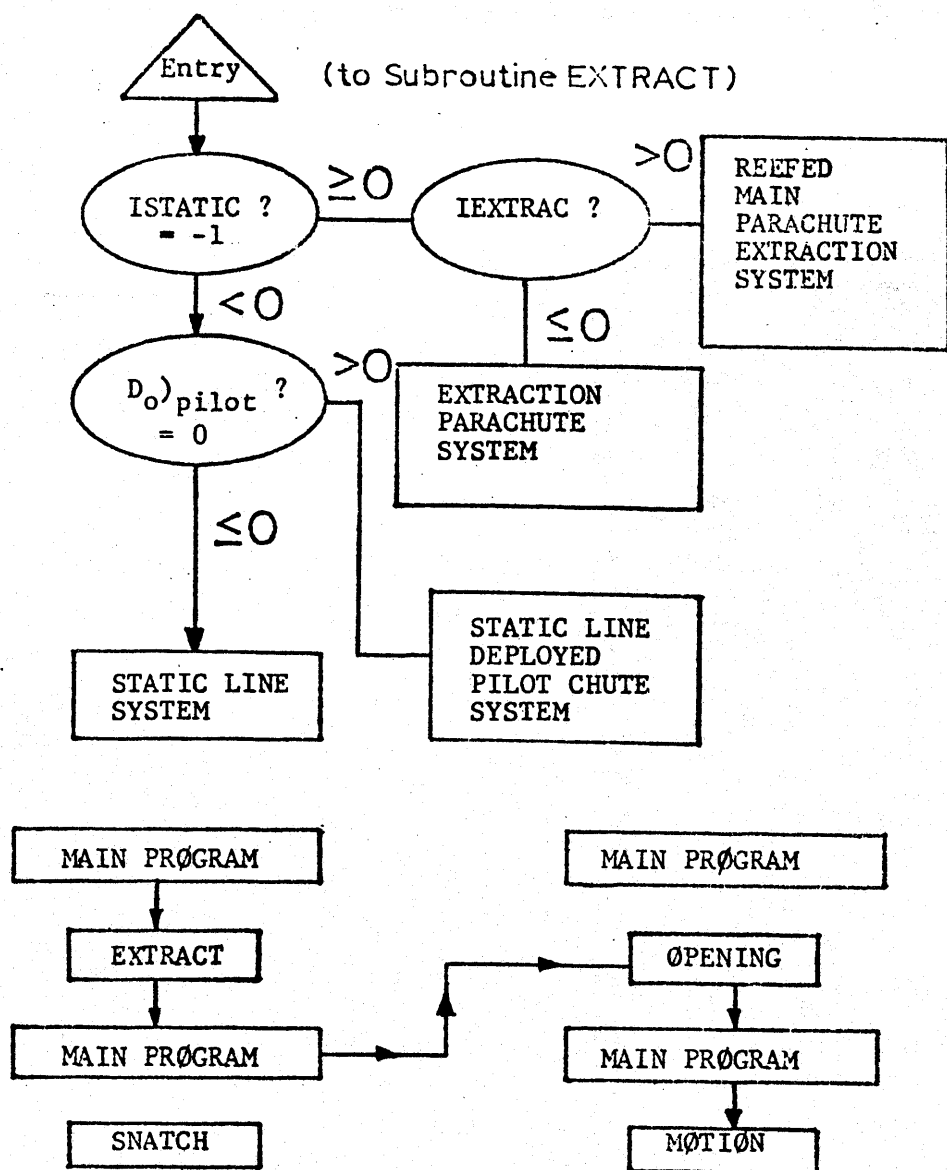 Entry
(to Subroutine EXTRACT)
ISTATIC ?
= -1
≥0
IEXTRAC ?
>0
REEFED
MAIN
PARACHUTE
EXTRACTION
SYSTEM
<0
≤0
Do)pilot ?
= 0
>0
EXTRACTION
PARACHUTE
SYSTEM
≤0
STATIC LINE
SYSTEM
STATIC LINE
DEPLOYED
PILOT CHUTE
SYSTEM
MAIN PRØGRAM
MAIN PRØGRAM
EXTRACT
ØPENING
MAIN PRØGRAM
MAIN PRØGRAM
SNATCH
MØTIØN